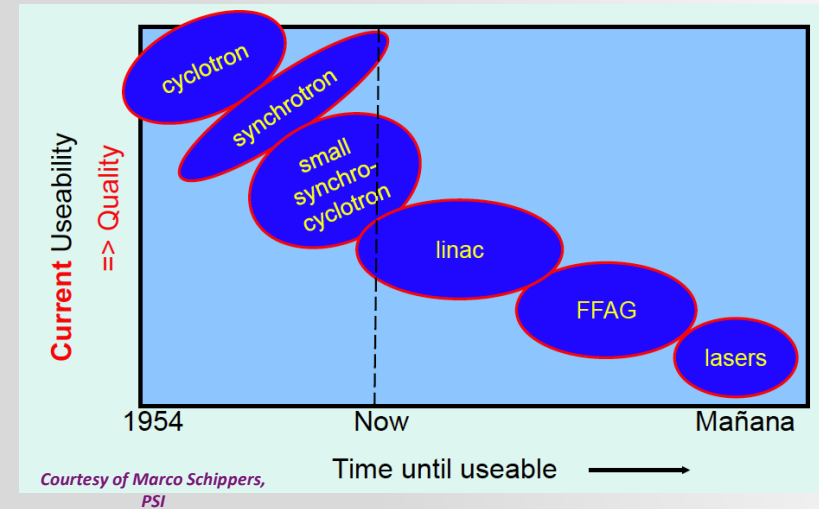 cyclotron
synchrotron
small
synchro-
cyclotron
linac
FFAG
lasers
Current Useability
=> Quality
1954
Now
Mañana
Time until useable
Courtesy of Marco Schippers,
PSI